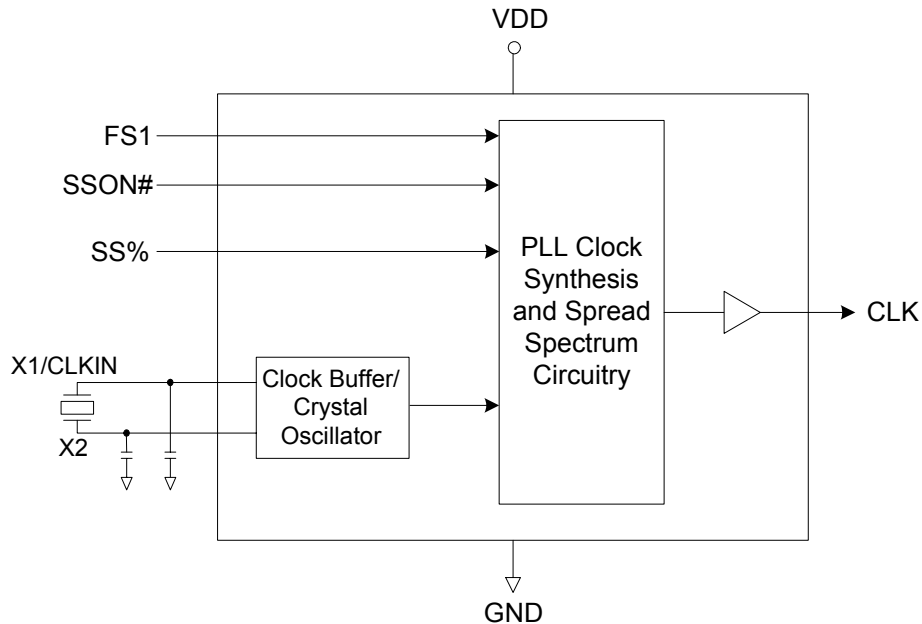 VDD
FS1
SSON#
SS%
PLL Clock
Synthesis
and Spread
Spectrum
Circuitry
CLK
X1/CLKIN
X2
Clock Buffer/
Crystal
Oscillator
GND